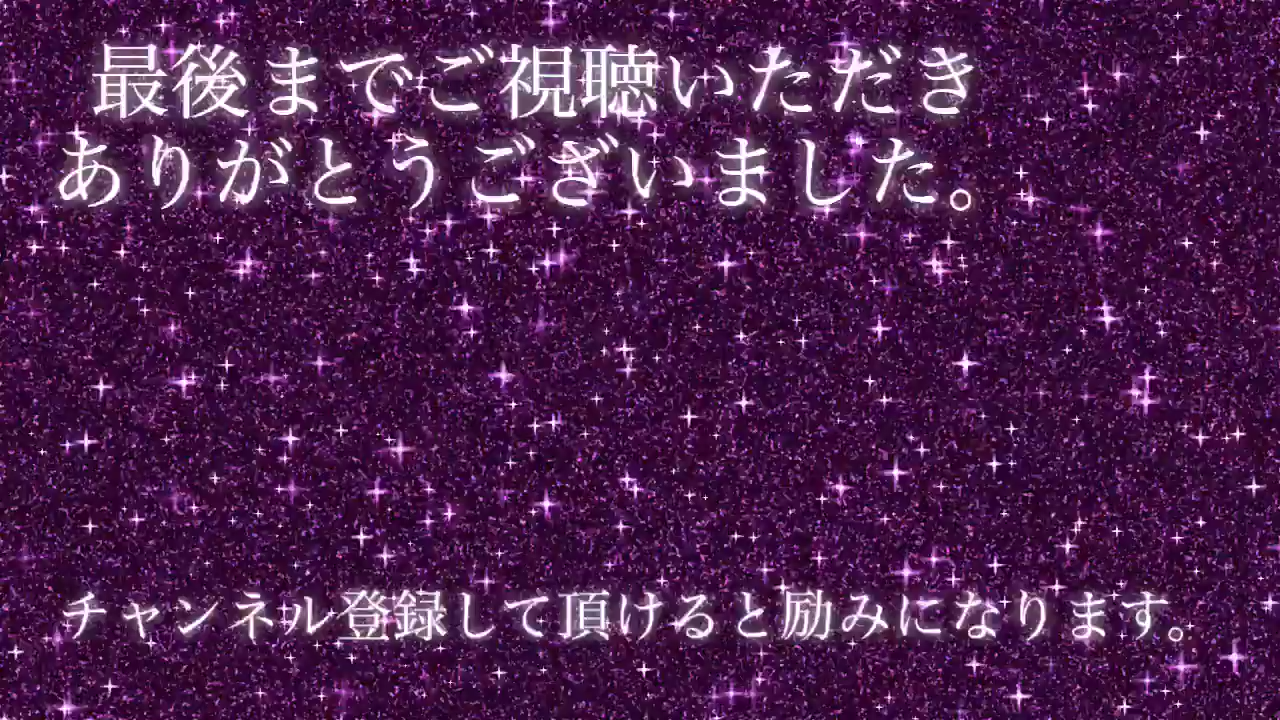 最後までご視聴いただき
ありがとうございました。
チャンネル登録して頂けると励みになります。